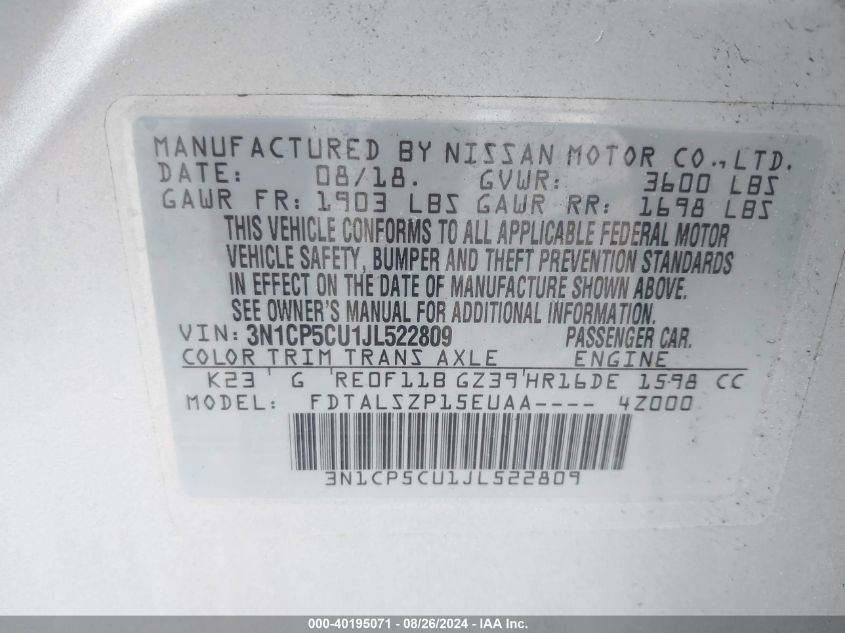 MANUFACTURED BY NISSAN MOTOR CO., LTD.
DATE: 08/18. GVWR: 3600 LBS
GAWR FR: 1903 LBS GAWR RR: 1698 LBS
THIS VEHICLE CONFORMS TO ALL APPLICABLE FEDERAL MOTOR
VEHICLE SAFETY, BUMPER AND THEFT PREVENTION STANDARDS
IN EFFECT ON THE DATE OF MANUFACTURE SHOWN ABOVE.
SEE OWNER'S MANUAL FOR ADDITIONAL INFORMATION.
VIN: 3N1CP5CU1JL522809 PASSENGER CAR.
COLOR TRIM TRANS AXLE ENGINE
K23 G RE0F11B GZ39 HR16DE 1598 CC
MODEL: FDTALSZP15EUAA---- 4Z000
3N1CP5CU1JL522809
000-40195071 - 08/26/2024 - IAA Inc.